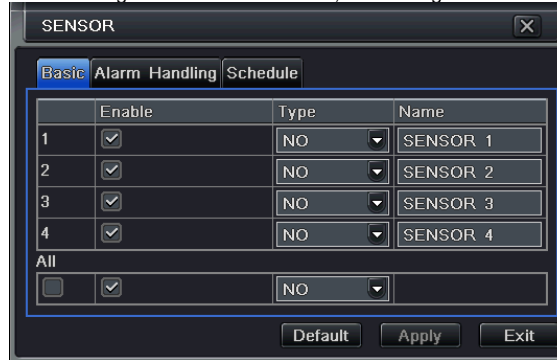 SENSOR
Basic Alarm Handling Schedule
Enable Type Name
1 NO SENSOR 1
2 NO SENSOR 2
3 NO SENSOR 3
4 NO SENSOR 4
All
NO
Default Apply Exit